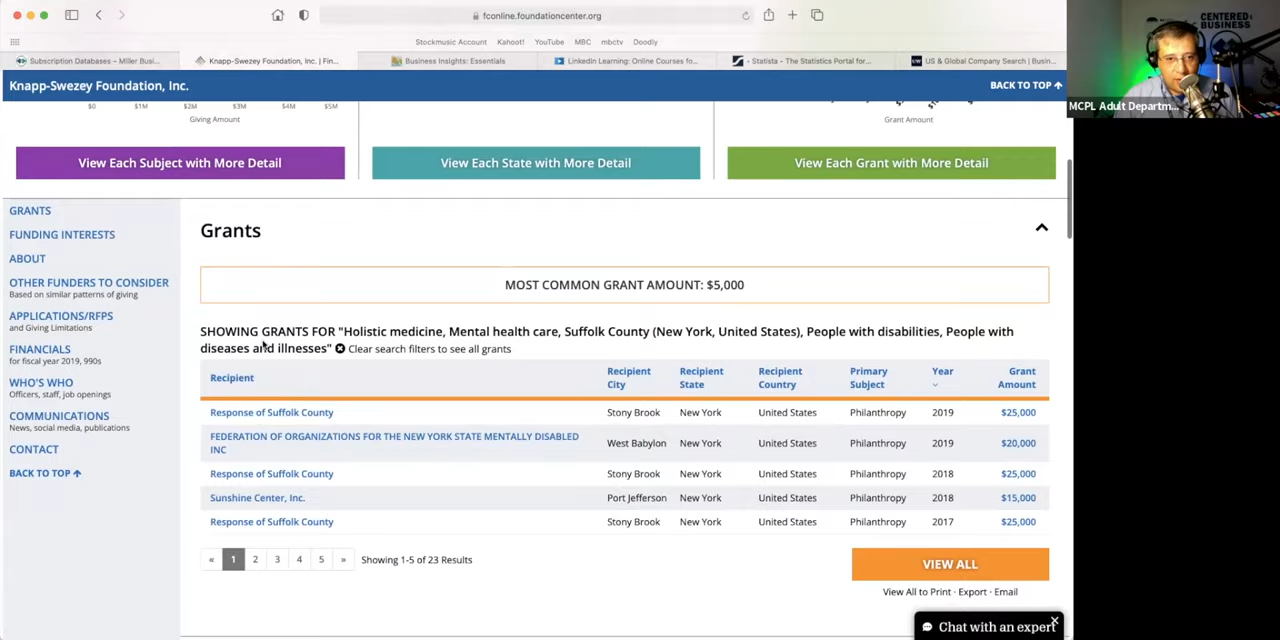 fconline.foundationcenter.org
Stockmusic Account Kahoot! YouTube MBC mbctv Doodly
Subscription Databases – Miller Busi...
Knapp-Swezey Foundation, Inc. | Fin...
Business Insights: Essentials
LinkedIn Learning: Online Courses fo...
Statista - The Statistics Portal for...
US & Global Company Search | Busin...
CENTERED
BUSINESS
MCPL Adult Departm...
Knapp-Swezey Foundation, Inc.
BACK TO TOP
$0 $1M $2M $3M $4M $5M
Giving Amount
Grant Amount
View Each Subject with More Detail
View Each State with More Detail
View Each Grant with More Detail
GRANTS
FUNDING INTERESTS
ABOUT
OTHER FUNDERS TO CONSIDER
Based on similar patterns of giving
APPLICATIONS/RFPS
and Giving Limitations
FINANCIALS
for fiscal year 2019, 990s
WHO'S WHO
Officers, staff, job openings
COMMUNICATIONS
News, social media, publications
CONTACT
BACK TO TOP
Grants
MOST COMMON GRANT AMOUNT: $5,000
SHOWING GRANTS FOR "Holistic medicine, Mental health care, Suffolk County (New York, United States), People with disabilities, People with
diseases and illnesses" Clear search filters to see all grants
Recipient Recipient City Recipient State Recipient Country Primary Subject Year Grant Amount
Response of Suffolk County Stony Brook New York United States Philanthropy 2019 $25,000
FEDERATION OF ORGANIZATIONS FOR THE NEW YORK STATE MENTALLY DISABLED INC West Babylon New York United States Philanthropy 2019 $20,000
Response of Suffolk County Stony Brook New York United States Philanthropy 2018 $25,000
Sunshine Center, Inc. Port Jefferson New York United States Philanthropy 2018 $15,000
Response of Suffolk County Stony Brook New York United States Philanthropy 2017 $25,000
« 1 2 3 4 5 » Showing 1-5 of 23 Results
VIEW ALL
View All to Print · Export · Email
Chat with an expert